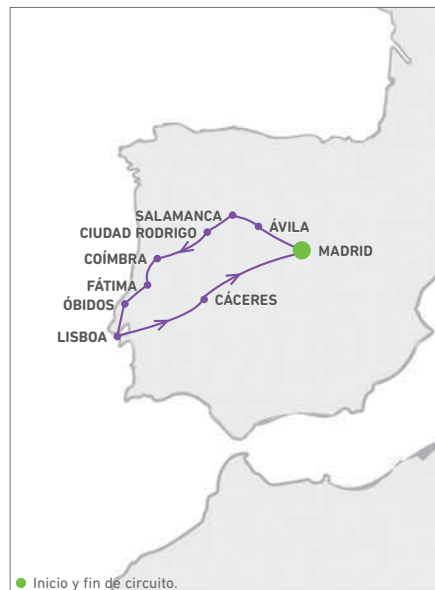 SALAMANCA
ÁVILA
CIUDAD RODRIGO
MADRID
COÍMBRA
FÁTIMA
CÁCERES
ÓBIDOS
LISBOA
Inicio y fin de circuito.